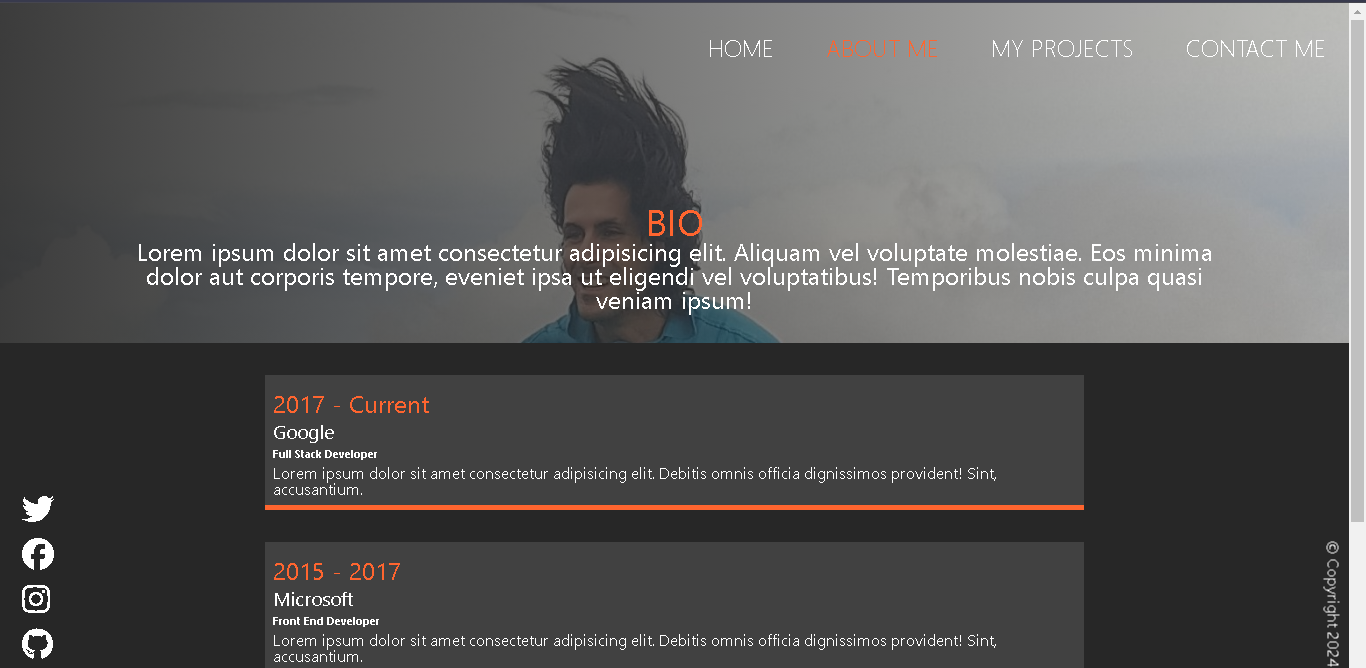 HOME ABOUT ME MY PROJECTS CONTACT ME
BIO
Lorem ipsum dolor sit amet consectetur adipisicing elit. Aliquam vel voluptate molestiae. Eos minima
dolor aut corporis tempore, eveniet ipsa ut eligendi vel voluptatibus! Temporibus nobis culpa quasi
veniam ipsum!
2017 - Current
Google
Full Stack Developer
Lorem ipsum dolor sit amet consectetur adipisicing elit. Debitis omnis officia dignissimos provident! Sint,
accusantium.
2015 - 2017
Microsoft
Front End Developer
Lorem ipsum dolor sit amet consectetur adipisicing elit. Debitis omnis officia dignissimos provident! Sint,
accusantium.
© Copyright 2024